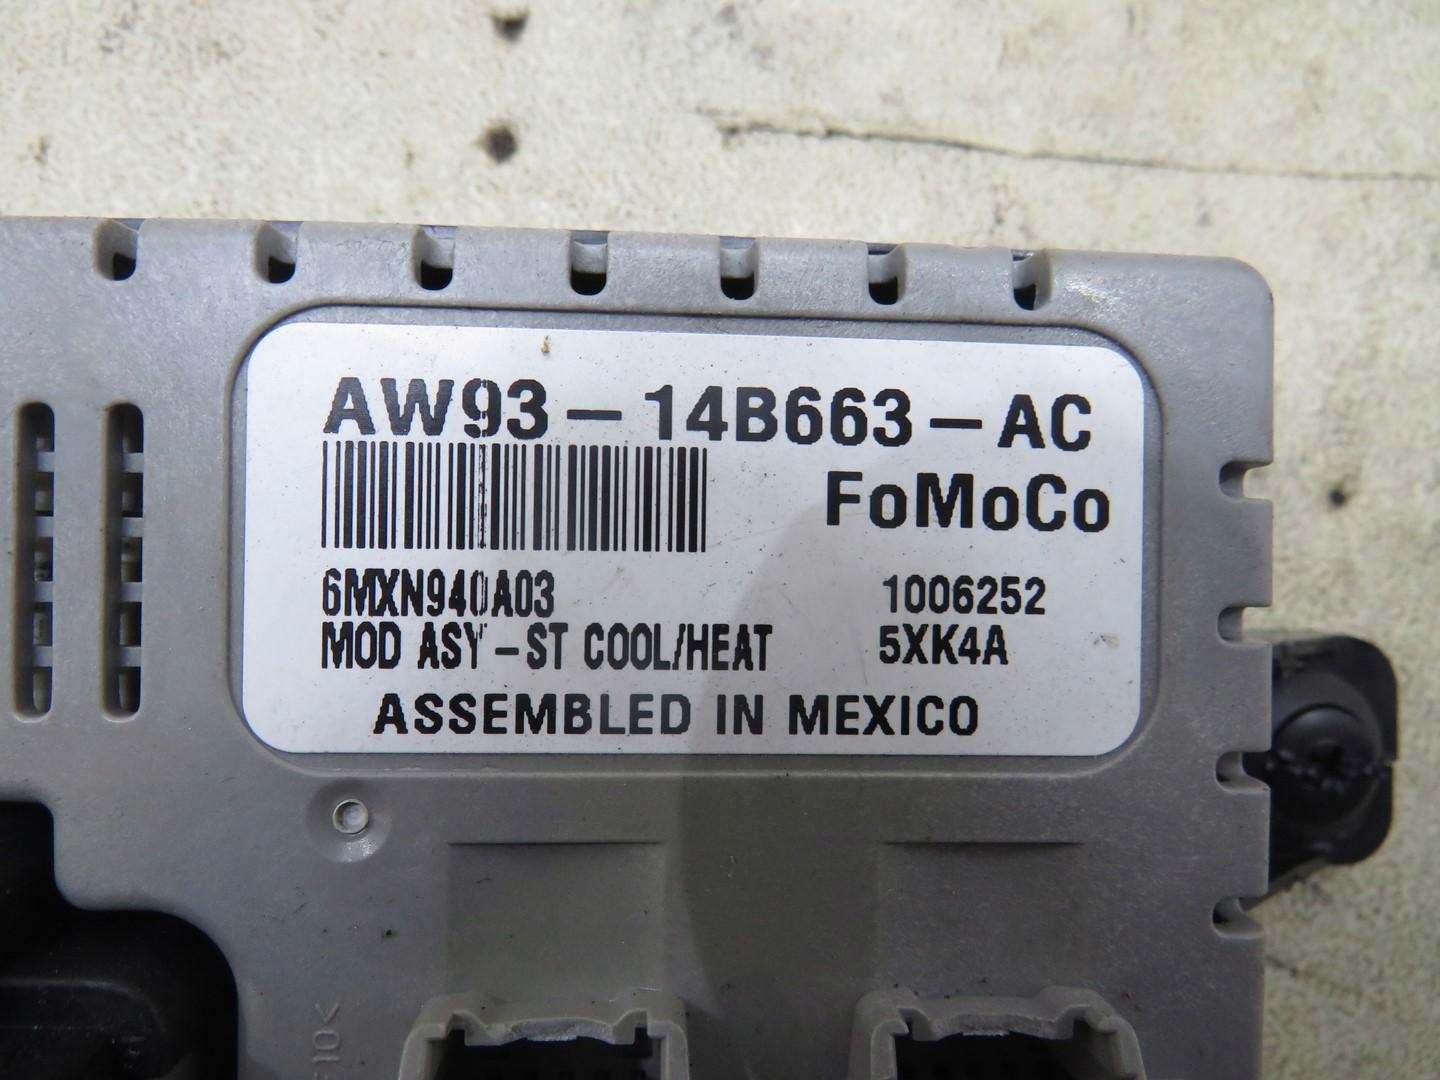 AW93-14B663-AC
FoMoCo
6MXN940A03 1006252
MOD ASY-ST COOL/HEAT 5XK4A
ASSEMBLED IN MEXICO